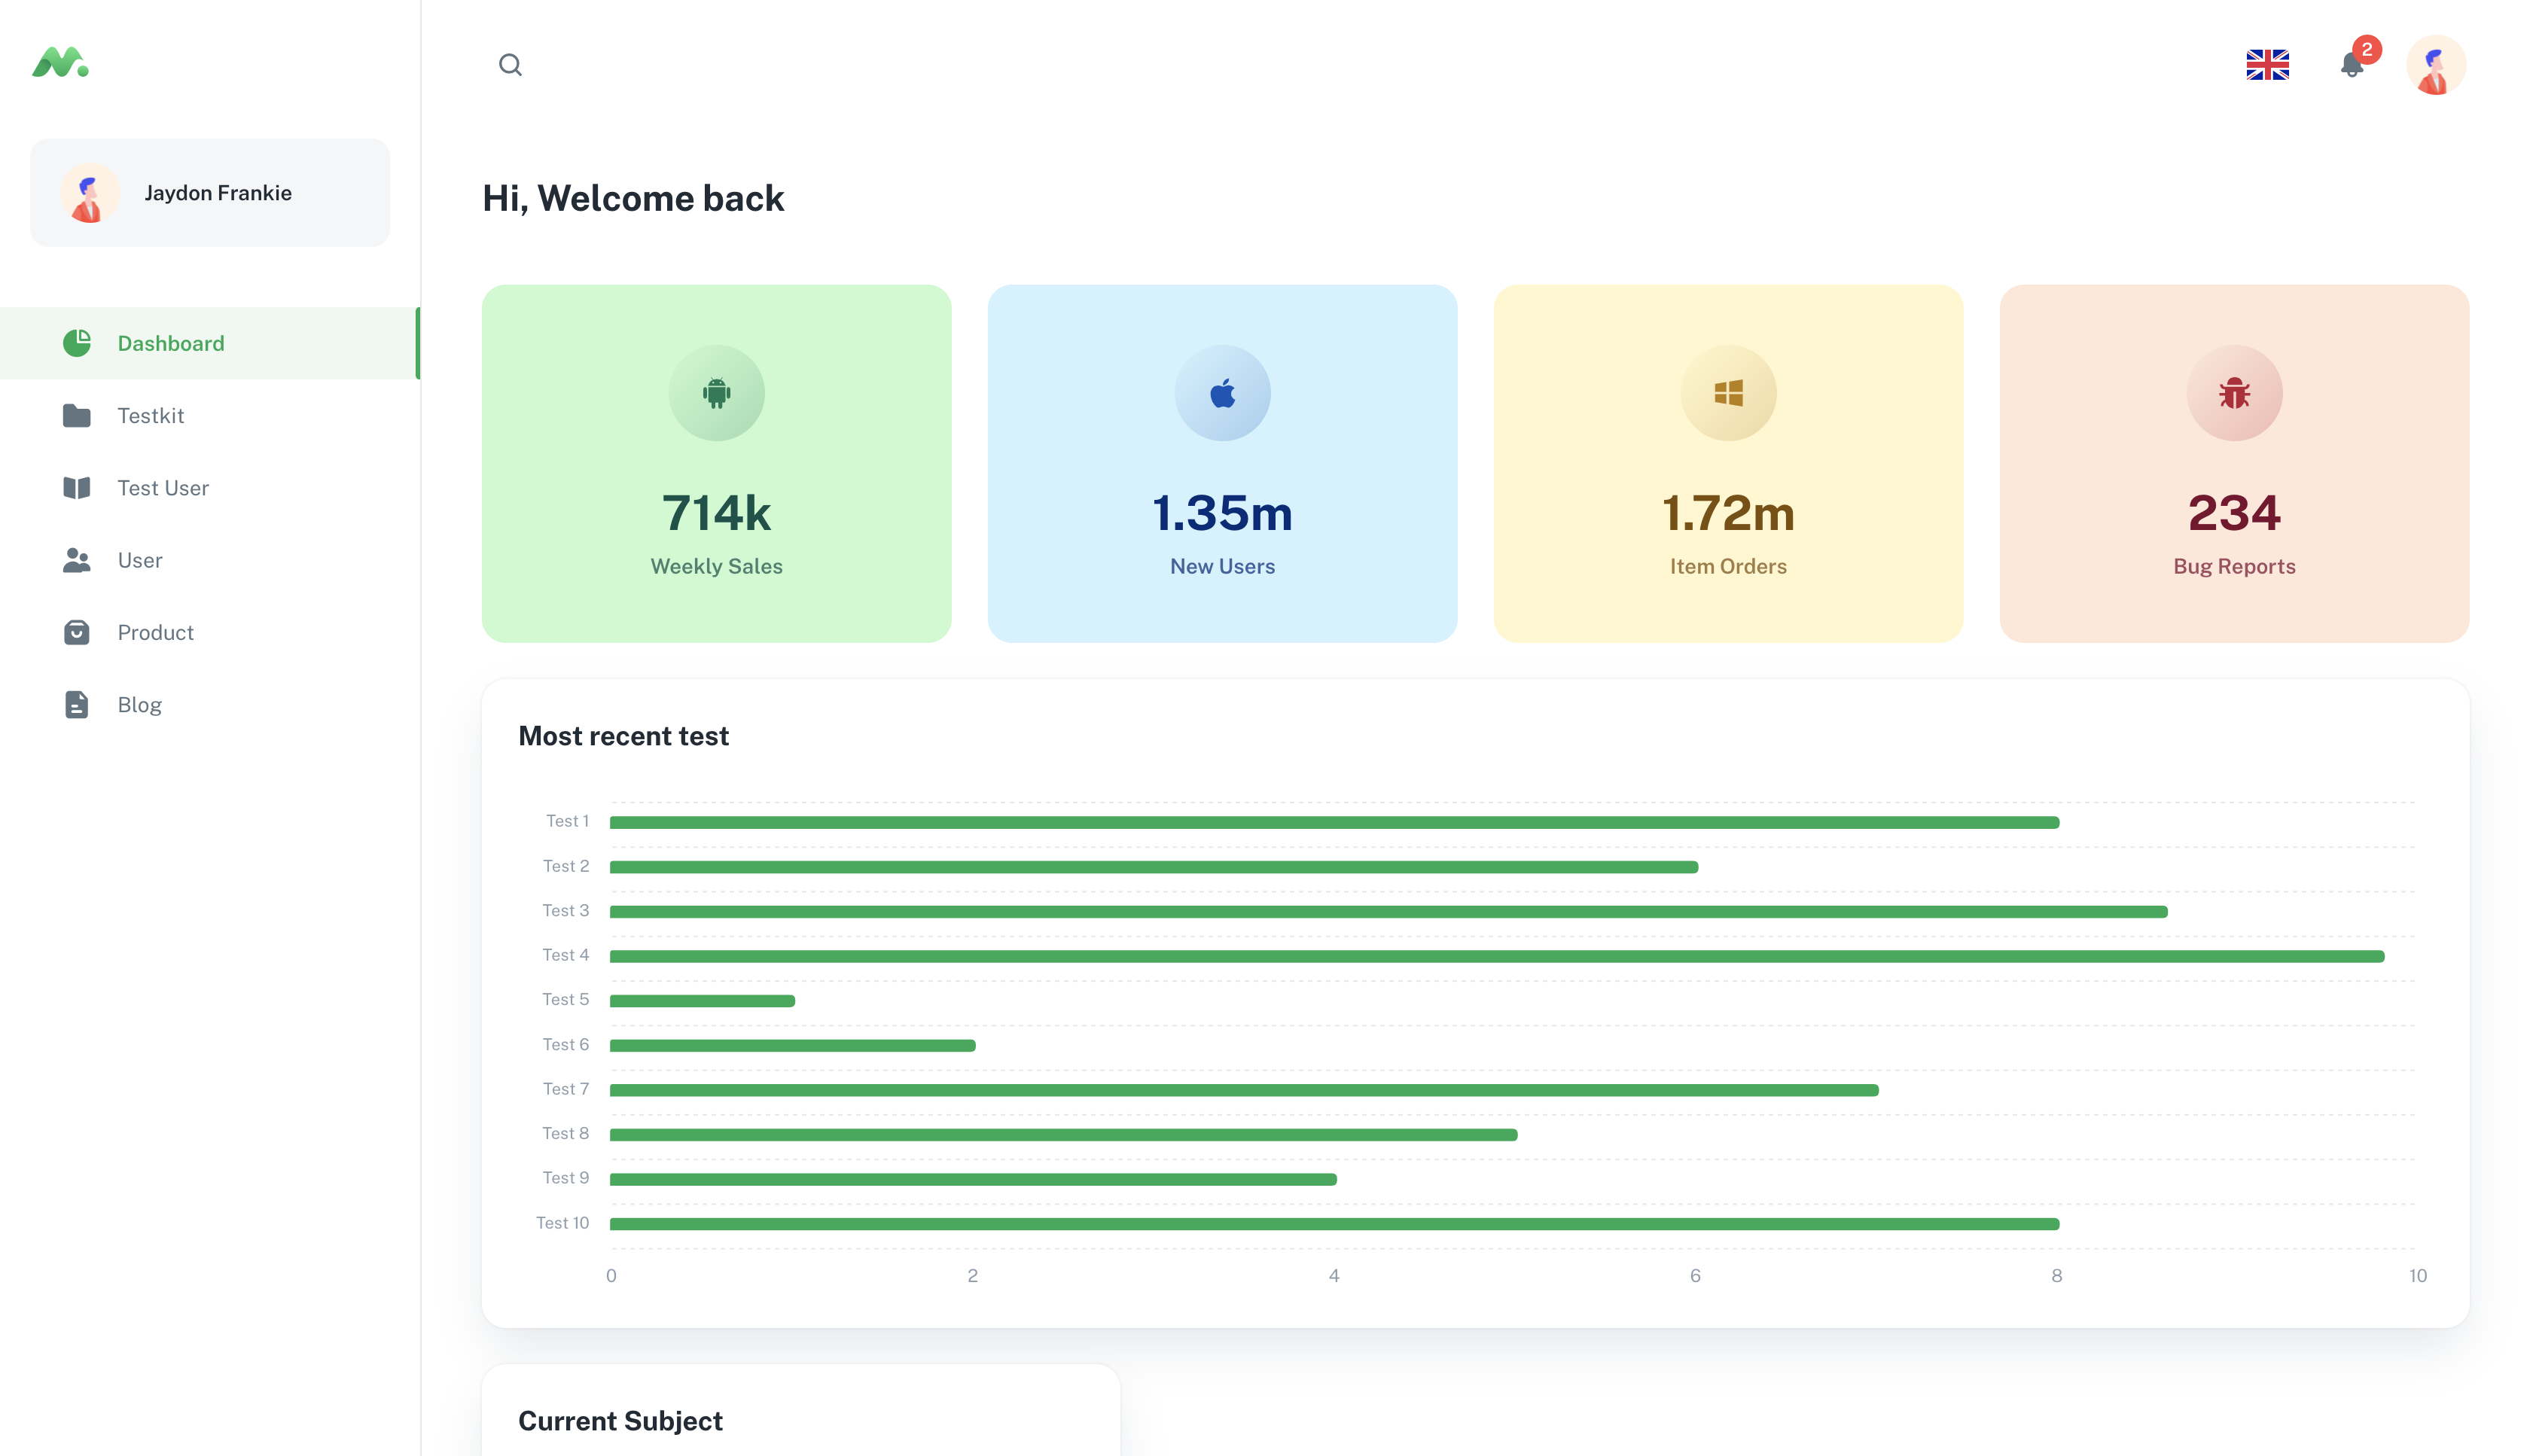 Jaydon Frankie
Dashboard
Testkit
Test User
User
Product
Blog
2
Hi, Welcome back
714k
Weekly Sales
1.35m
New Users
1.72m
Item Orders
234
Bug Reports
Most recent test
Test 1
Test 2
Test 3
Test 4
Test 5
Test 6
Test 7
Test 8
Test 9
Test 10
0 2 4 6 8 10
Current Subject